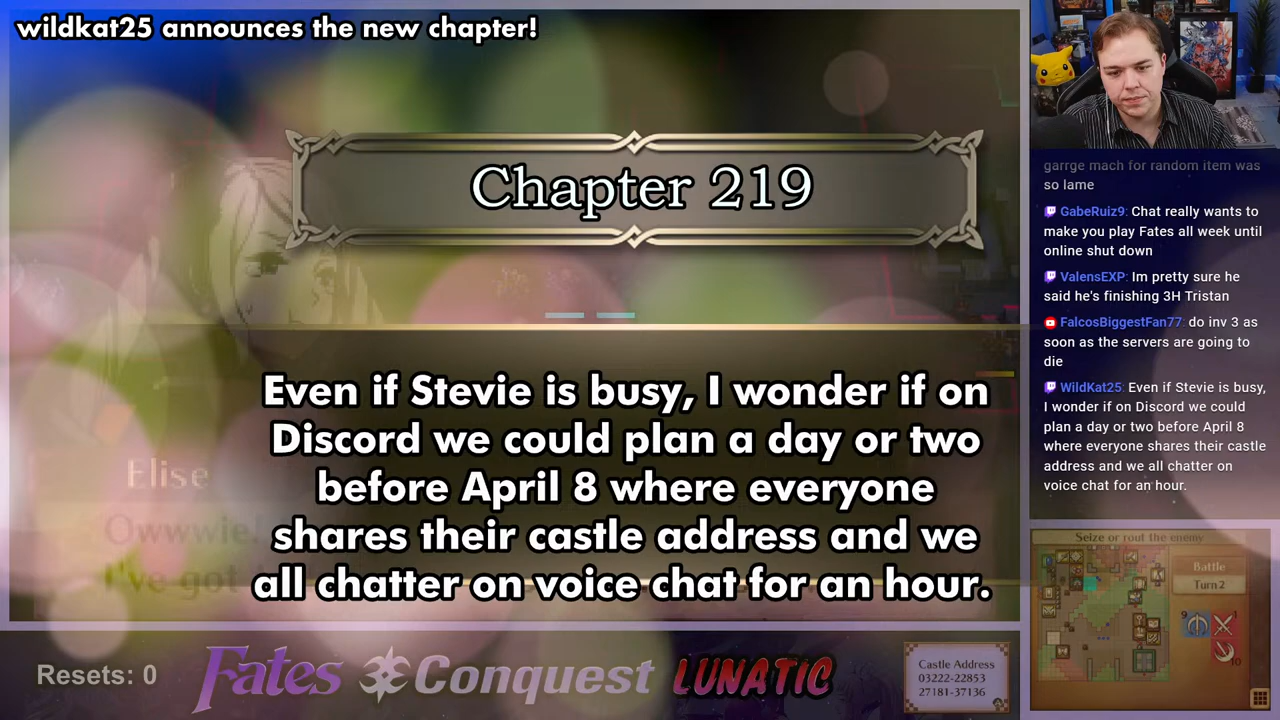 wildkat25 announces the new chapter!
Chapter 219
Even if Stevie is busy, I wonder if on
Discord we could plan a day or two
before April 8 where everyone
shares their castle address and we
all chatter on voice chat for an hour.
Elise
Owwwie!
I've got
Resets: 0
Fates Conquest LUNATIC
Castle Address
03222-22853
27181-37136
garrge mach for random item was
so lame
GabeRuiz9: Chat really wants to
make you play Fates all week until
online shut down
ValensEXP: Im pretty sure he
said he's finishing 3H Tristan
FalcosBiggestFan77: do inv 3 as
soon as the servers are going to
die
WildKat25: Even if Stevie is busy,
I wonder if on Discord we could
plan a day or two before April 8
where everyone shares their castle
address and we all chatter on
voice chat for an hour.
Seize or rout the enemy
Battle
Turn 2
9
1
10